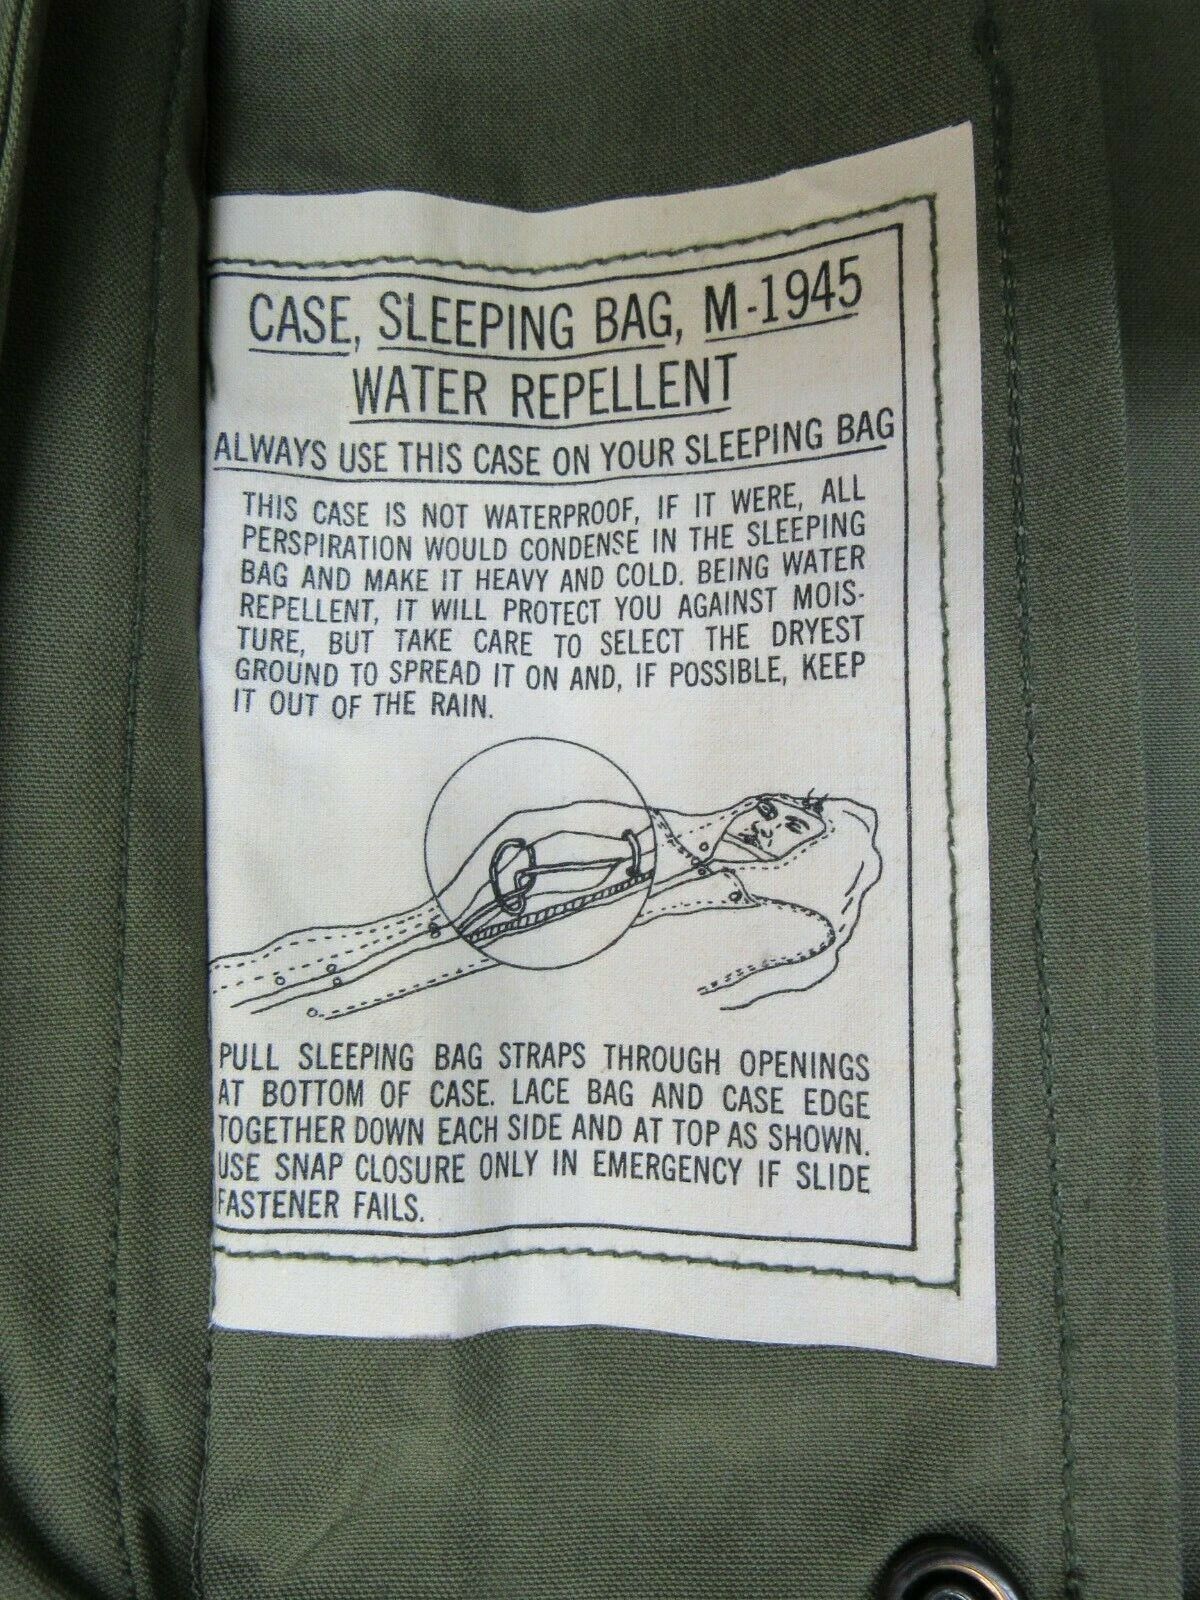 CASE, SLEEPING BAG, M-1945
WATER REPELLENT
ALWAYS USE THIS CASE ON YOUR SLEEPING BAG
THIS CASE IS NOT WATERPROOF, IF IT WERE, ALL
PERSPIRATION WOULD CONDENSE IN THE SLEEPING
BAG AND MAKE IT HEAVY AND COLD. BEING WATER
REPELLENT, IT WILL PROTECT YOU AGAINST MOIS-
TURE, BUT TAKE CARE TO SELECT THE DRYEST
GROUND TO SPREAD IT ON AND, IF POSSIBLE, KEEP
IT OUT OF THE RAIN.
PULL SLEEPING BAG STRAPS THROUGH OPENINGS
AT BOTTOM OF CASE. LACE BAG AND CASE EDGE
TOGETHER DOWN EACH SIDE AND AT TOP AS SHOWN.
USE SNAP CLOSURE ONLY IN EMERGENCY IF SLIDE
FASTENER FAILS.